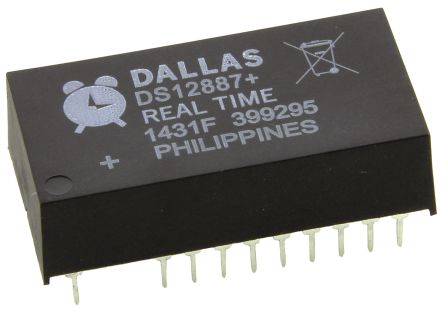 DALLAS
DS12887+
REAL TIME
1431F 399295
+ PHILIPPINES